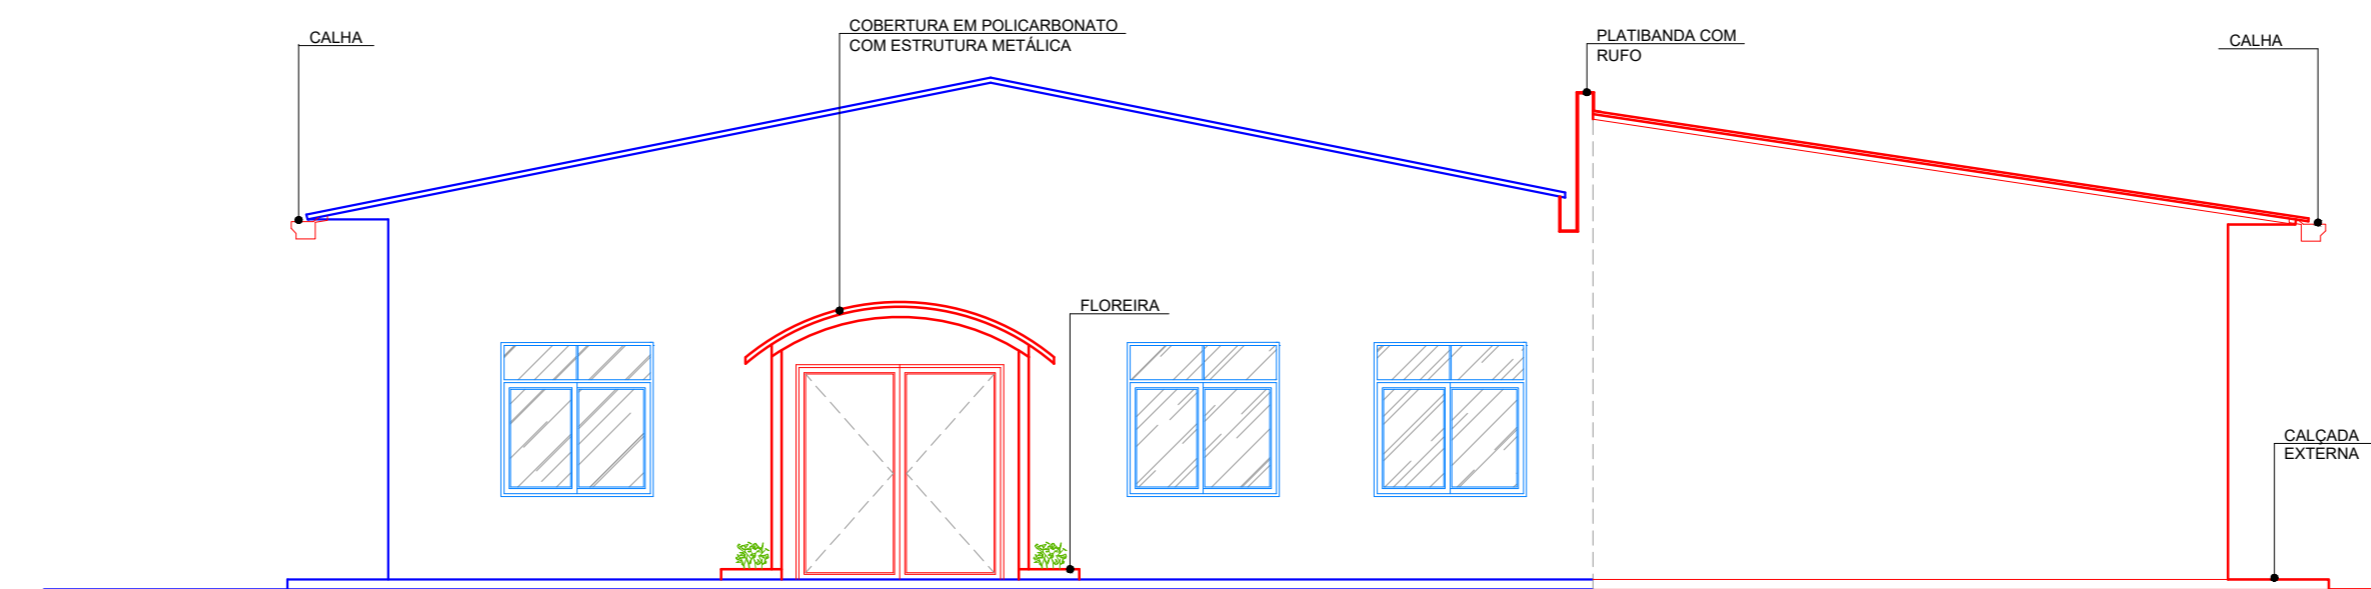 CALHA
COBERTURA EM POLICARBONATO
COM ESTRUTURA METÁLICA
PLATIBANDA COM
RUFO
CALHA
FLOREIRA
CALÇADA
EXTERNA